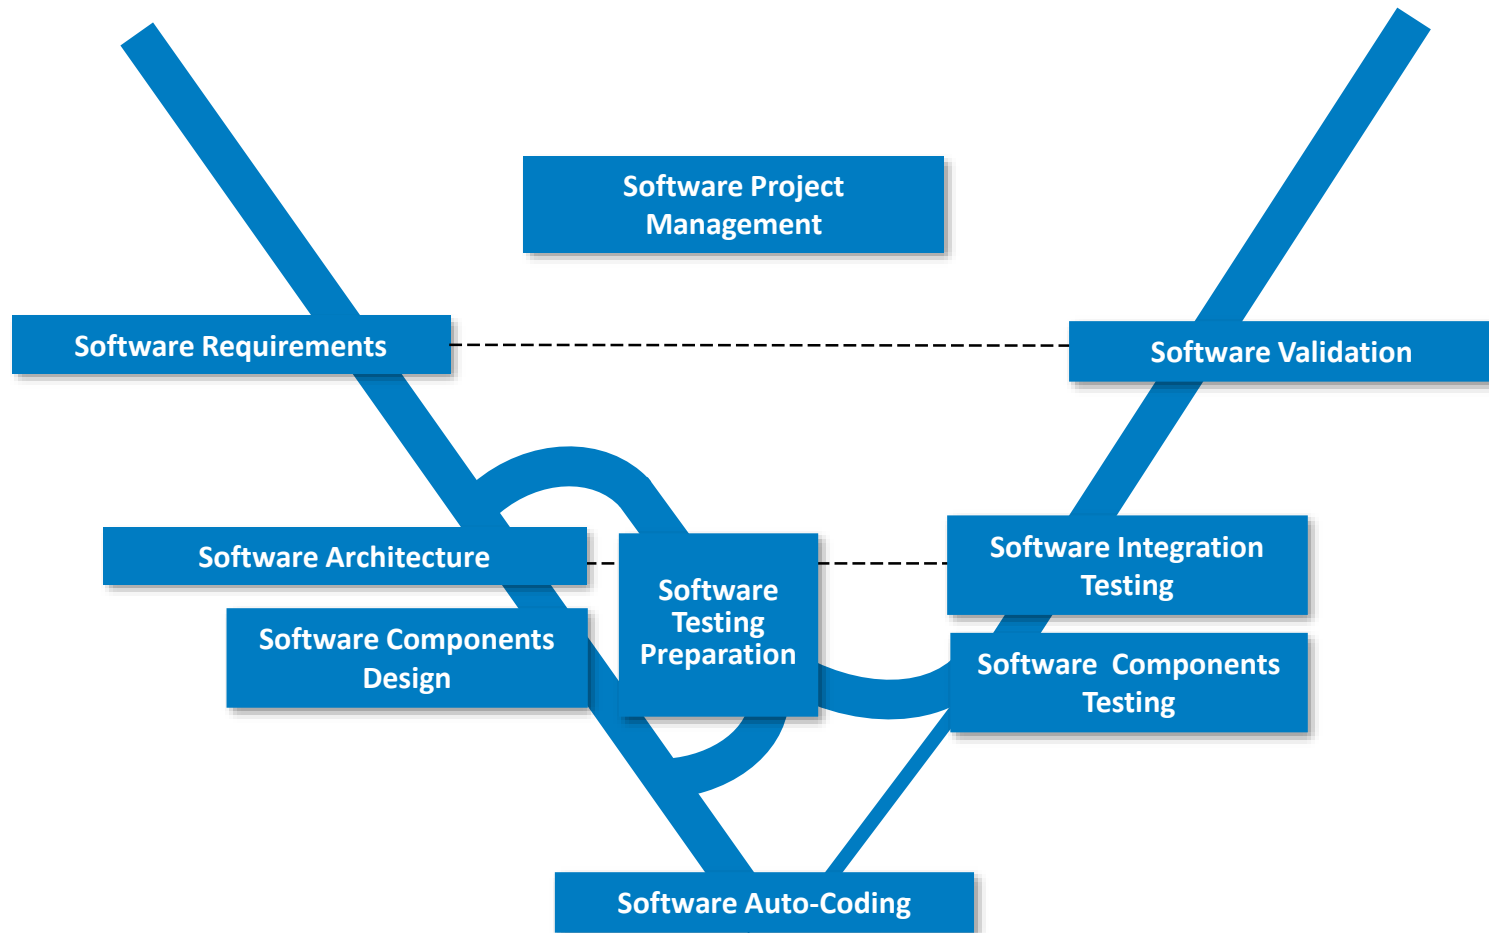 Software Project
Management
Software Requirements
Software Validation
Software Architecture
Software Integration
Testing
Software
Testing
Preparation
Software Components
Design
Software  Components
Testing
Software Auto-Coding